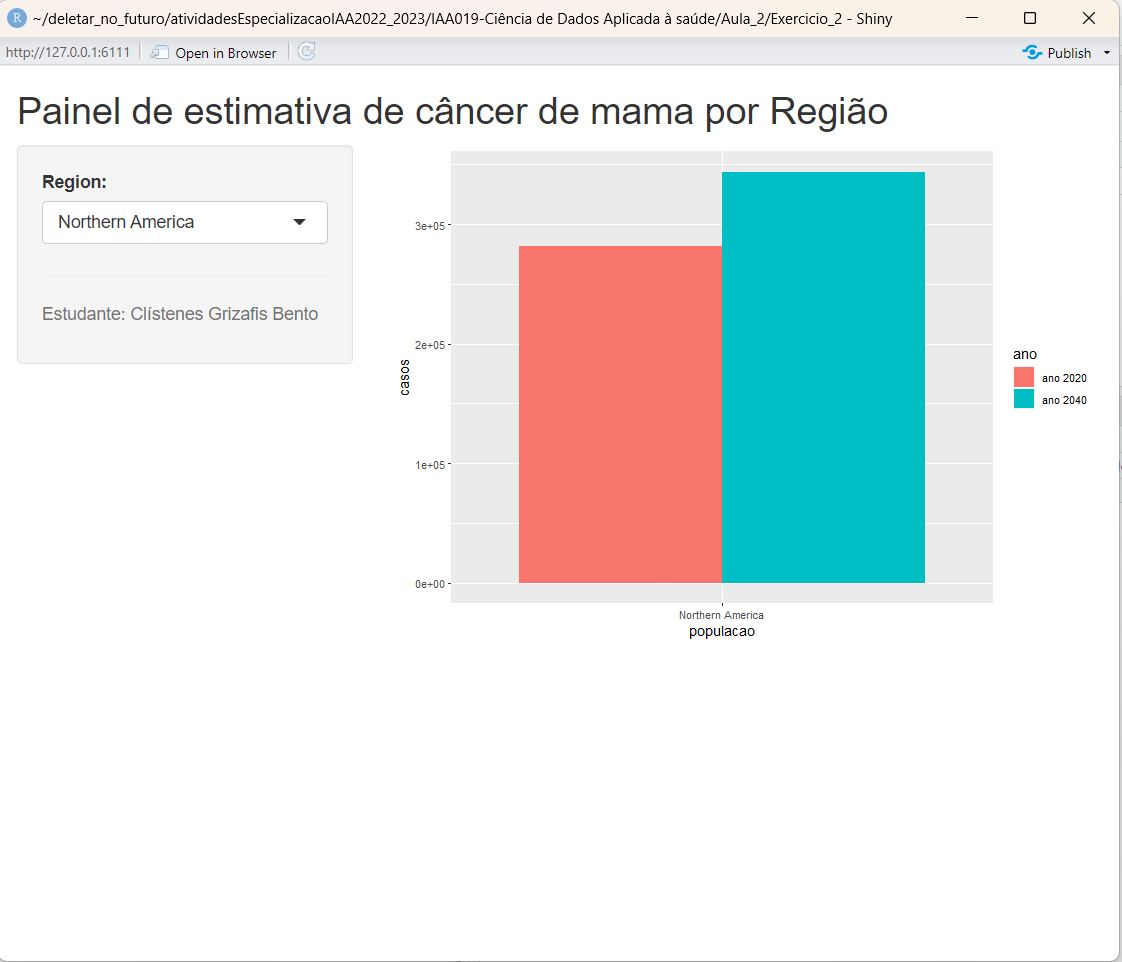 R ~/deletar_no_futuro/atividadesEspecializacaoIAA2022_2023/IAA019-Ciência de Dados Aplicada à saúde/Aula_2/Exercicio_2 - Shiny
http://127.0.0.1:6111 Open in Browser Publish
Painel de estimativa de câncer de mama por Região
Region:
Northern America
Estudante: Clístenes Grizafis Bento
casos
3e+05
2e+05
1e+05
0e+00
Northern America
populacao
ano
ano 2020
ano 2040